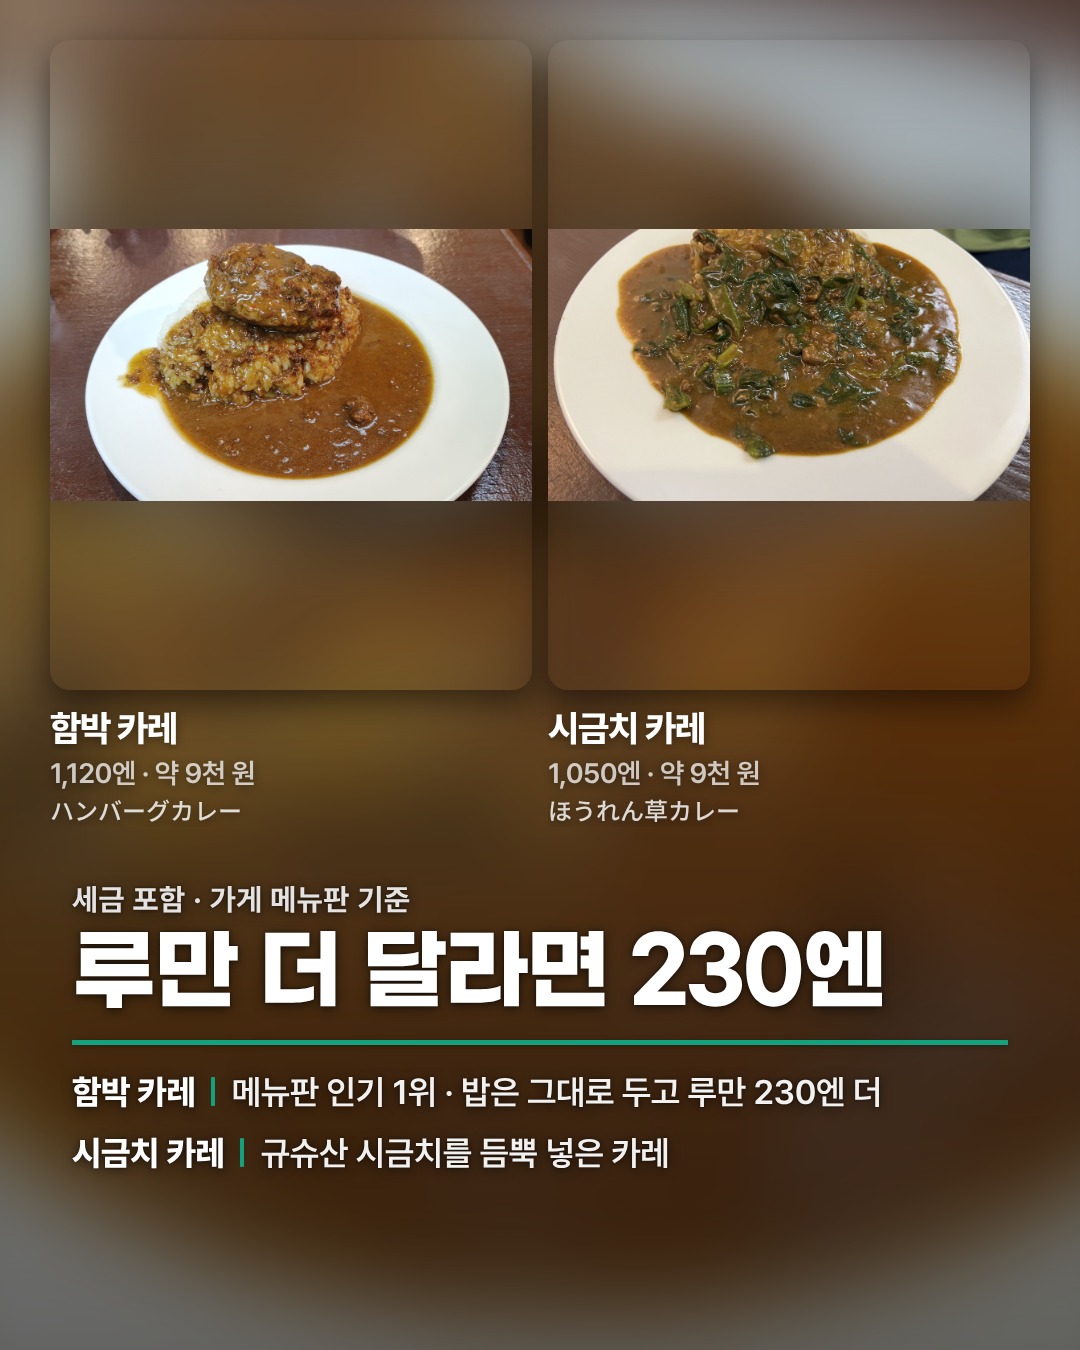 함박 카레
1,120엔 · 약 9천 원
ハンバーグカレー
시금치 카레
1,050엔 · 약 9천 원
ほうれん草カレー
세금 포함 · 가게 메뉴판 기준
루만 더 달라면 230엔
함박 카레 | 메뉴판 인기 1위 · 밥은 그대로 두고 루만 230엔 더
시금치 카레 | 규슈산 시금치를 듬뿍 넣은 카레